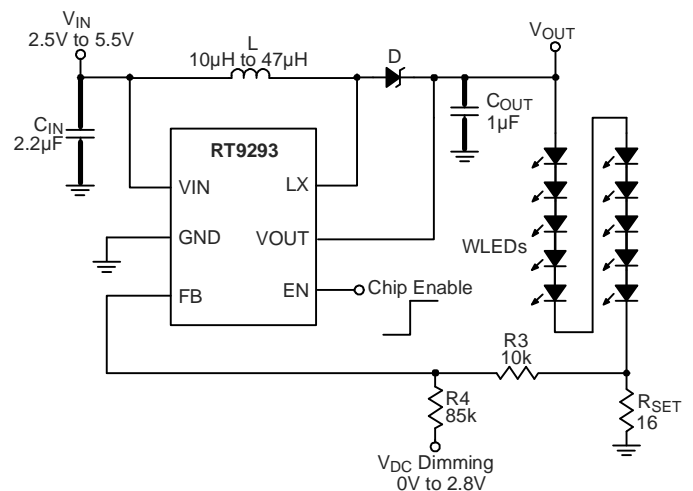 VIN
2.5V to 5.5V
L
10µH to 47µH
D
VOUT
CIN
2.2µF
COUT
1µF
RT9293
VIN
LX
GND
VOUT
WLEDs
FB
EN
Chip Enable
R3
10k
R4
85k
RSET
16
VDC Dimming
0V to 2.8V